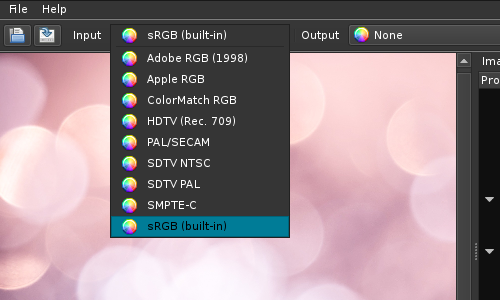 File Help
Input sRGB (built-in) Output None
Adobe RGB (1998)
Apple RGB
ColorMatch RGB
HDTV (Rec. 709)
PAL/SECAM
SDTV NTSC
SDTV PAL
SMPTE-C
sRGB (built-in)
Ima
Pro